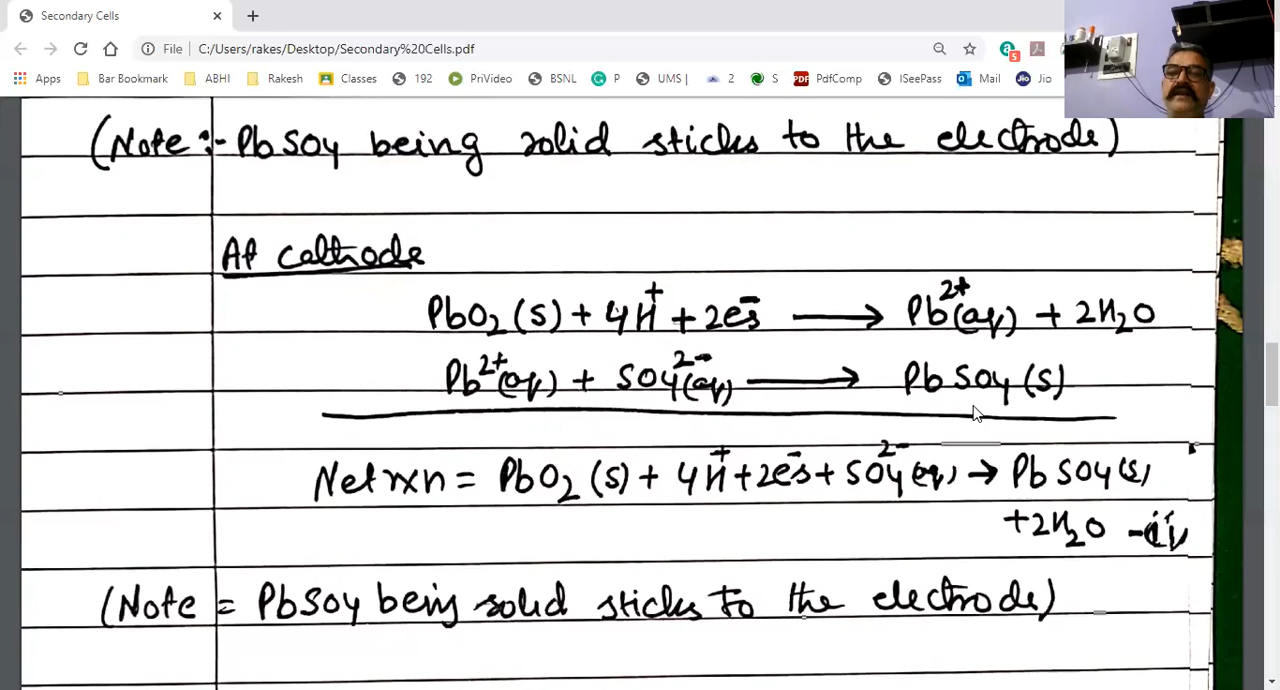 Secondary Cells
File C:/Users/rakes/Desktop/Secondary%20Cells.pdf
Apps Bar Bookmark ABHI Rakesh Classes 192 PriVideo BSNL P UMS | 2 S PdfComp ISeePass Mail Jio
(Note :- PbSO4 being solid sticks to the electrode)
At cathode
PbO2 (s) + 4H+ + 2es- → Pb2+ (aq) + 2H2O
Pb2+ (aq) + SO42- (aq) → PbSO4 (s)
Net rxn = PbO2 (s) + 4H+ + 2es- + SO42- (aq) → PbSO4(s)
+ 2H2O
(Note = PbSO4 being solid sticks to the electrode)